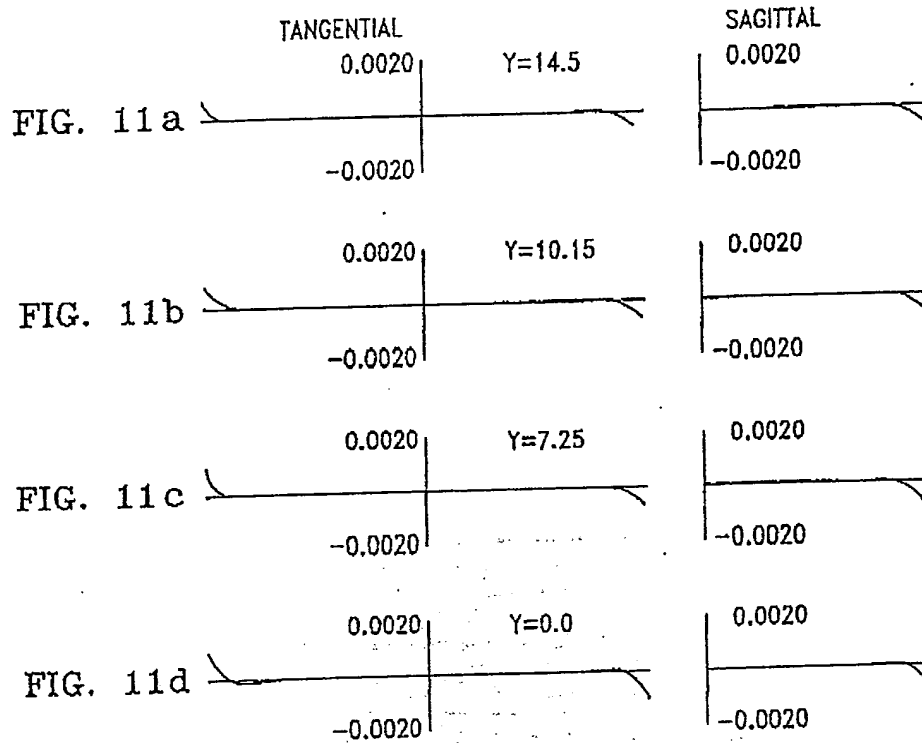 TANGENTIAL SAGITTAL
0.0020 Y=14.5 0.0020
FIG. 11a
-0.0020 -0.0020
0.0020 Y=10.15 0.0020
FIG. 11b
-0.0020 -0.0020
0.0020 Y=7.25 0.0020
FIG. 11c
-0.0020 -0.0020
0.0020 Y=0.0 0.0020
FIG. 11d
-0.0020 -0.0020